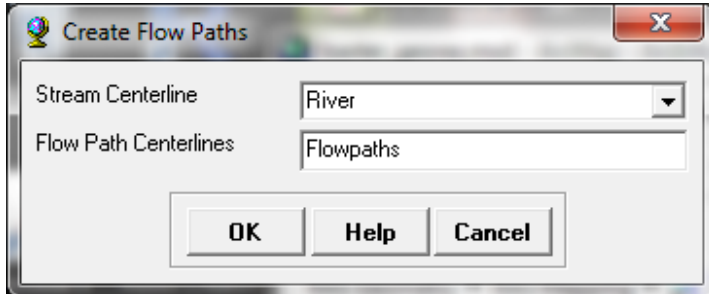 Create Flow Paths
Stream Centerline River
Flow Path Centerlines Flowpaths
OK Help Cancel